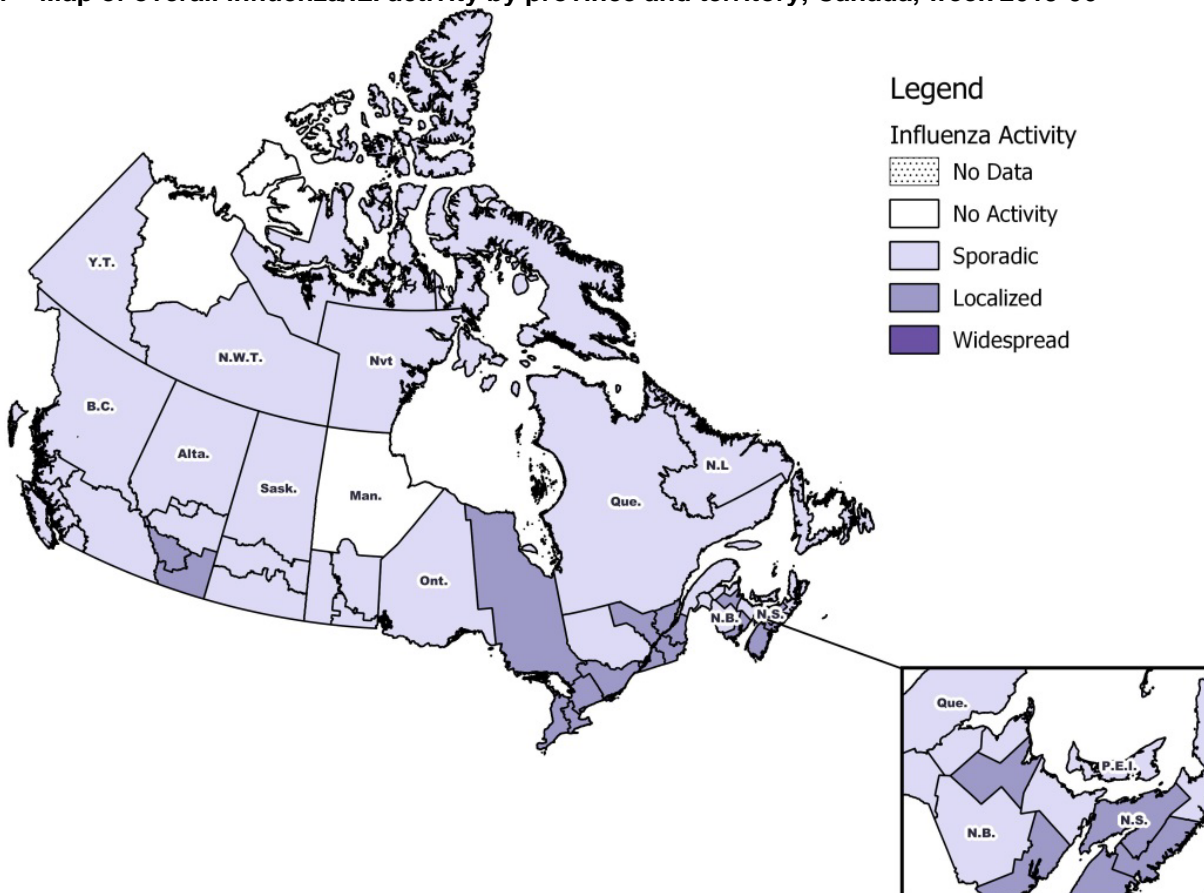 Legend
Influenza Activity
No Data
No Activity
Sporadic
Localized
Widespread
Y.T.
N.W.T.
Nvt
B.C.
Alta.
Sask.
Man.
Ont.
Que.
N.L
N.B.
N.S.
Que.
P.E.I.
N.B.
N.S.